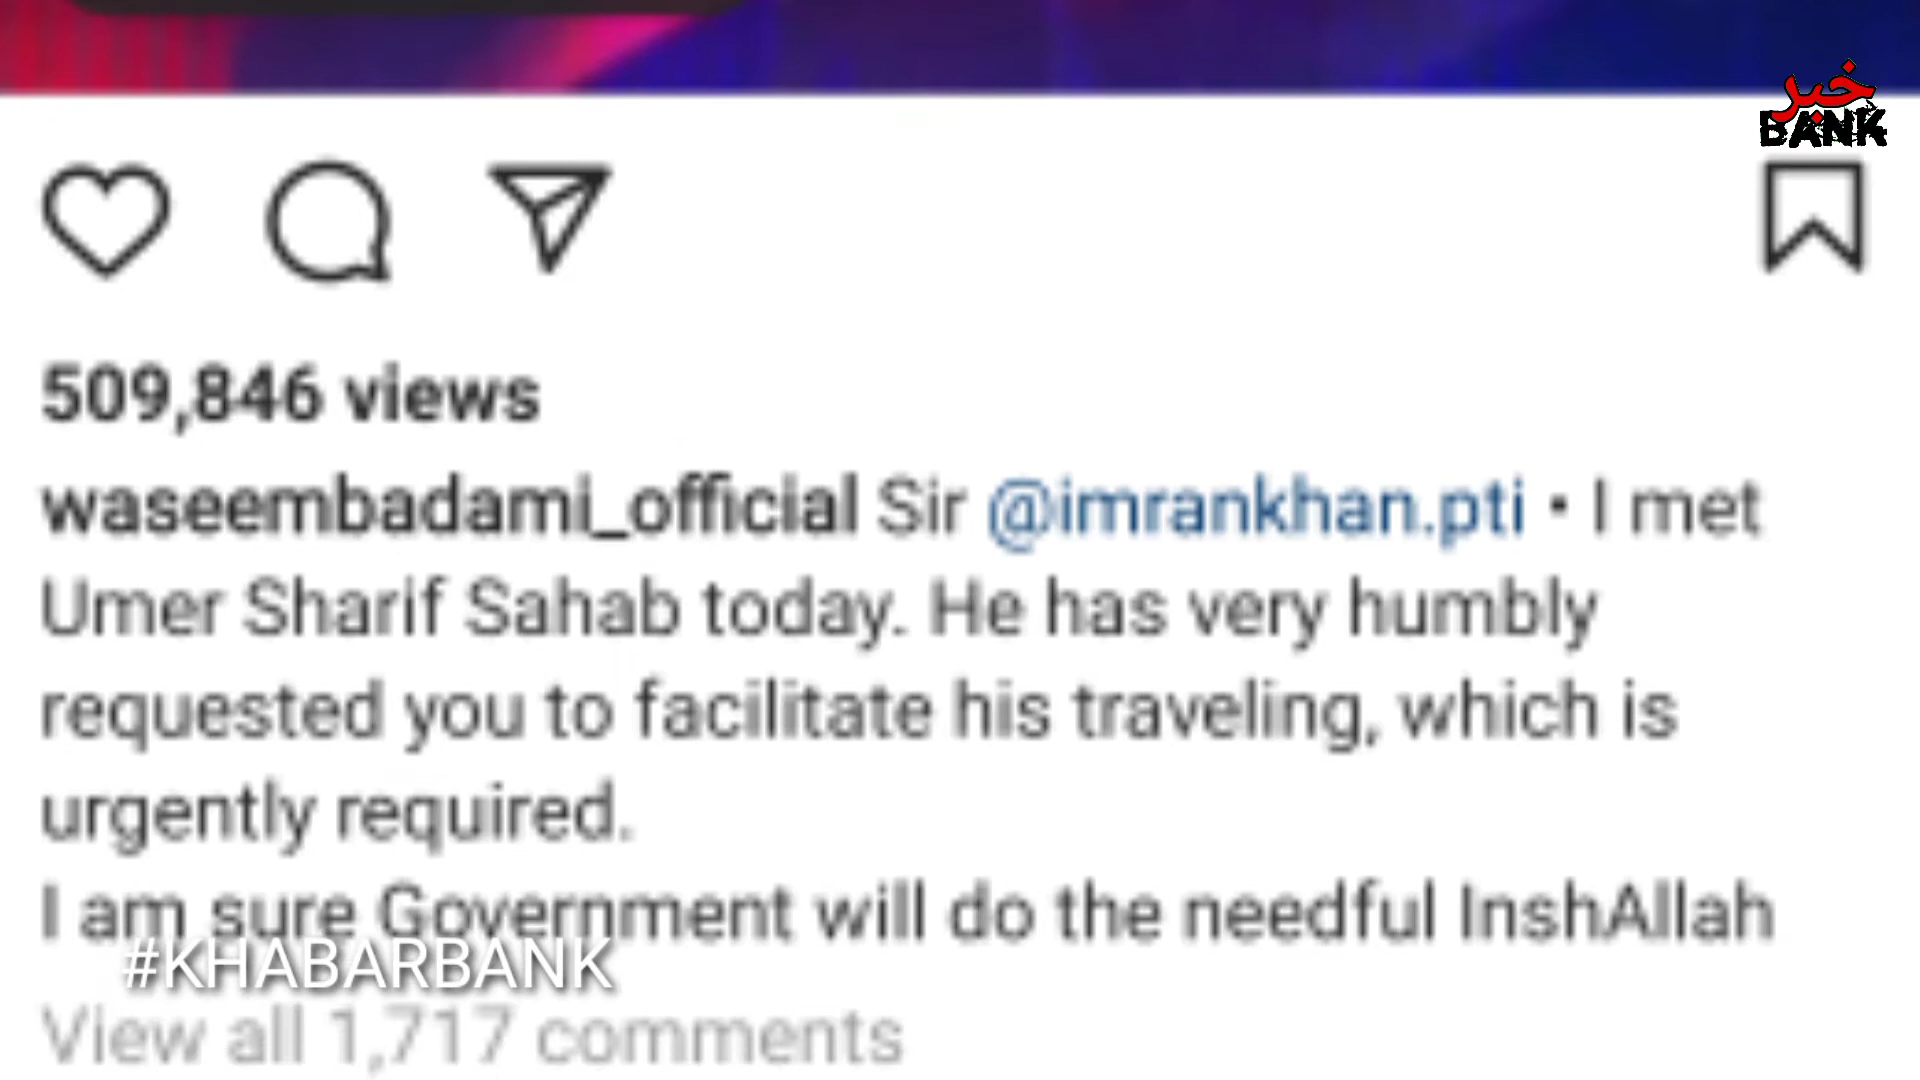 خبر
BANK
509,846 views
waseembadami_official Sir @imrankhan.pti • I met
Umer Sharif Sahab today. He has very humbly
requested you to facilitate his traveling, which is
urgently required.
I am sure Government will do the needful InshAllah
#KHABARBANK
View all 1,717 comments